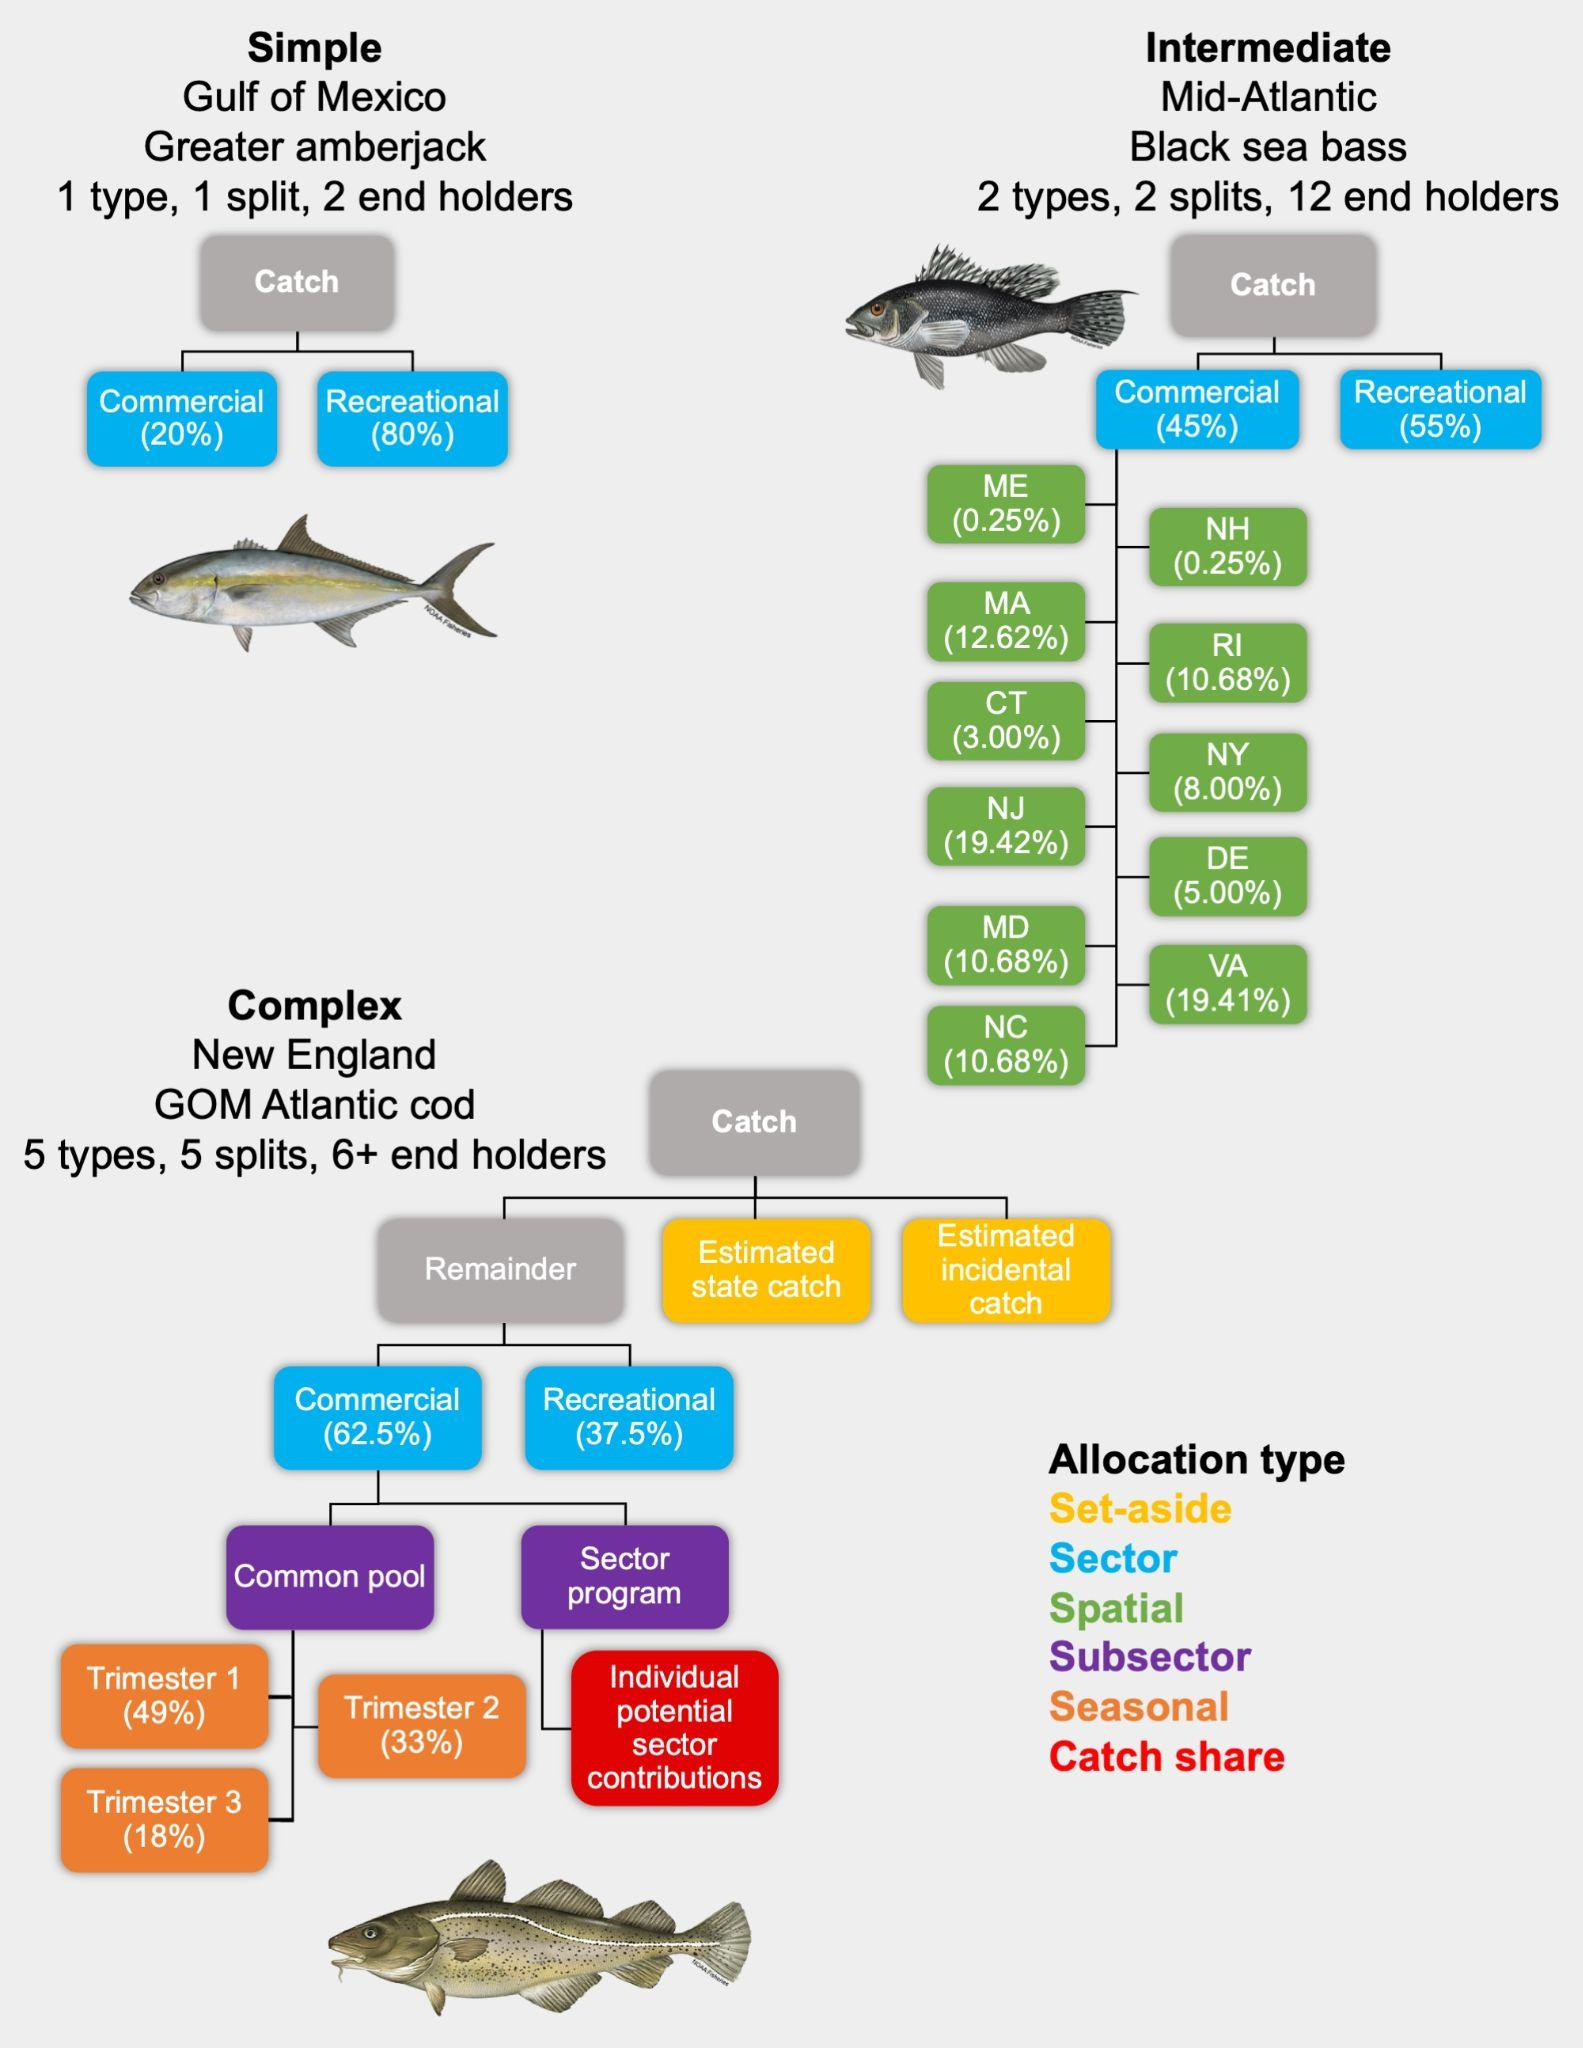 Simple
Gulf of Mexico
Greater amberjack
1 type, 1 split, 2 end holders
Catch
Commercial
(20%)
Recreational
(80%)
NOAA Fisheries
Intermediate
Mid-Atlantic
Black sea bass
2 types, 2 splits, 12 end holders
NOAA Fisheries
Catch
Commercial
(45%)
Recreational
(55%)
ME
(0.25%)
NH
(0.25%)
MA
(12.62%)
RI
(10.68%)
CT
(3.00%)
NY
(8.00%)
NJ
(19.42%)
DE
(5.00%)
MD
(10.68%)
VA
(19.41%)
NC
(10.68%)
Complex
New England
GOM Atlantic cod
5 types, 5 splits, 6+ end holders
Catch
Remainder
Estimated
state catch
Estimated
incidental
catch
Commercial
(62.5%)
Recreational
(37.5%)
Common pool
Sector
program
Trimester 1
(49%)
Trimester 2
(33%)
Trimester 3
(18%)
Individual
potential
sector
contributions
NOAA Fisheries
Allocation type
Set-aside
Sector
Spatial
Subsector
Seasonal
Catch share